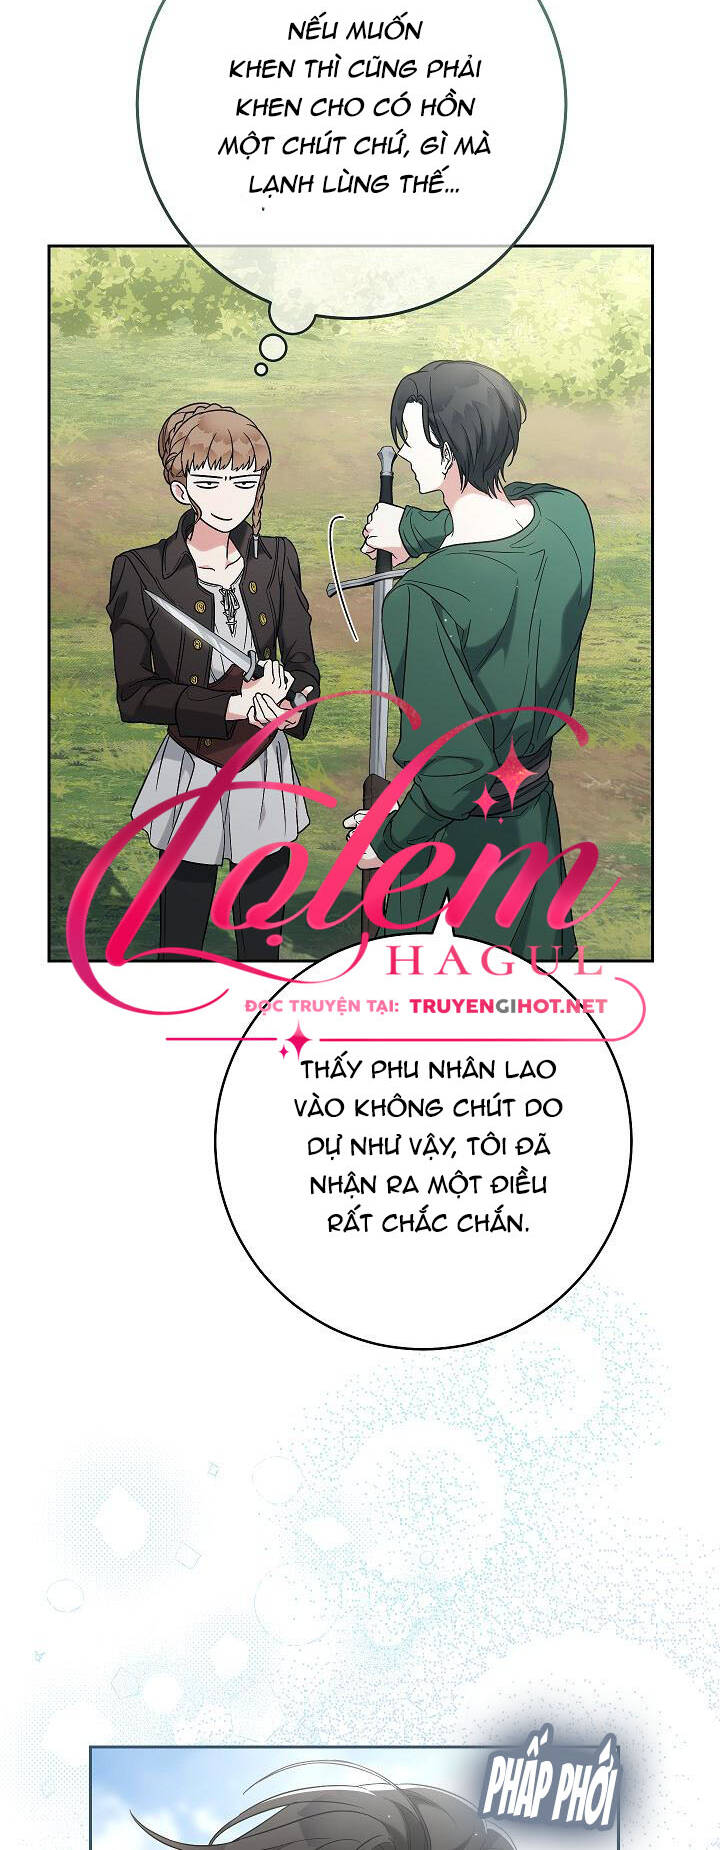 NẾU MUỐN
KHEN THÌ CŨNG PHẢI
KHEN CHO CÓ HỒN
MỘT CHÚT CHỨ, GÌ MÀ
LẠNH LÙNG THẾ...
Lọlem
HAGUL
ĐỌC TRUYỆN TẠI: TRUYENGIHOT.NET
THẤY PHU NHÂN LAO
VÀO KHÔNG CHÚT DO
DỰ NHƯ VẬY, TÔI ĐÃ
NHẬN RA MỘT ĐIỀU
RẤT CHẮC CHẮN.
PHẤP PHỚI